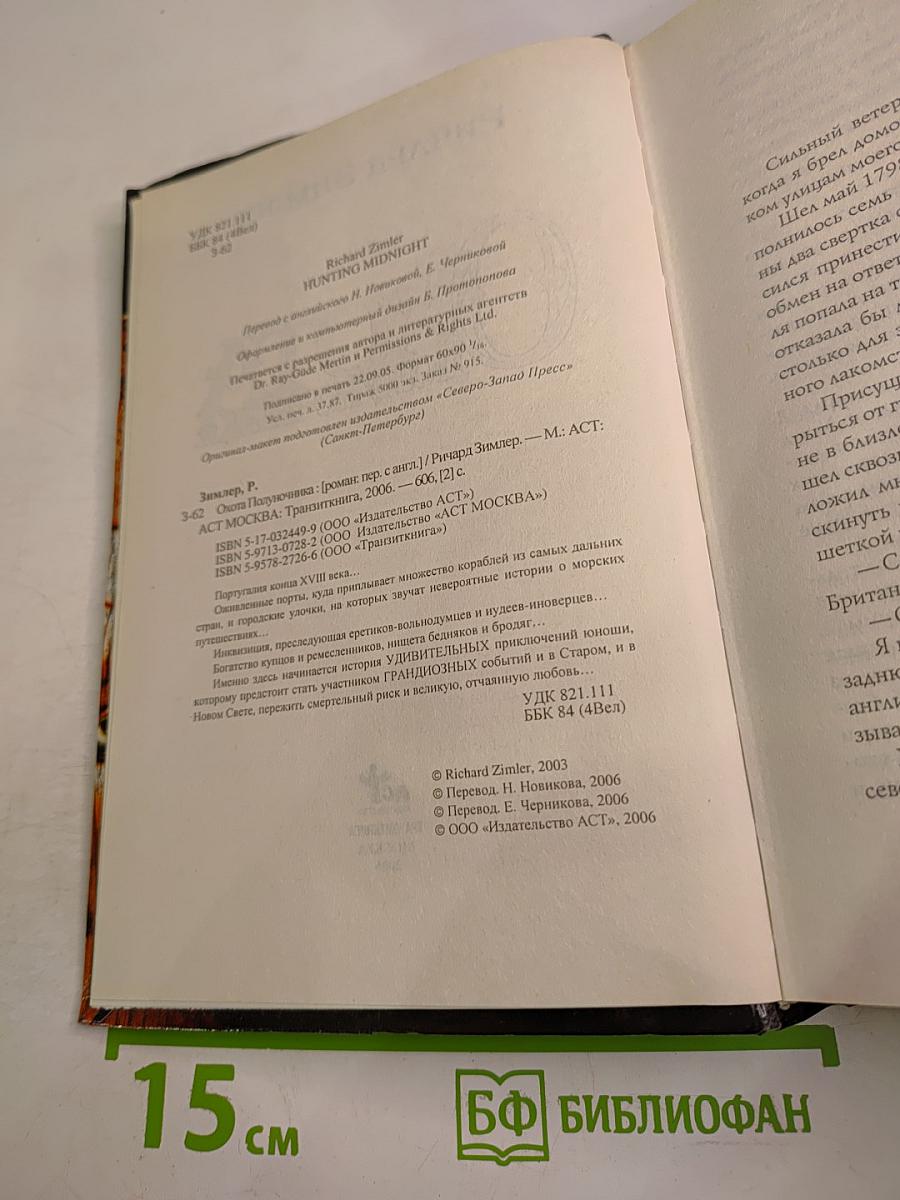 УДК 821.111
ББК 84 (4Вел)
З-62
Richard Zimler
HUNTING MIDNIGHT
Перевод с английского Н. Новиковой, Е. Черниковой
Оформление и компьютерный дизайн Б. Протопопова
Печатается с разрешения автора и литературных агентств
Dr. Ray-Güde Mertin и Permissions & Rights Ltd.
Подписано в печать 22.09.05. Формат 60x90 1/16.
Усл. печ. л. 37,87. Тираж 5000 экз. Заказ № 915.
Оригинал-макет подготовлен издательством «Северо-Запад Пресс»
(Санкт-Петербург)
Зимлер, Р.
З-62 Охота Полуночника : [роман: пер. с англ.] / Ричард Зимлер. — М.: АСТ:
АСТ МОСКВА: Транзиткнига, 2006. — 606, [2] с.
ISBN 5-17-032449-9 (ООО «Издательство АСТ»)
ISBN 5-9713-0728-2 (ООО Издательство «АСТ МОСКВА»)
ISBN 5-9578-2726-6 (ООО «Транзиткнига»)
Португалия конца XVIII века...
Оживленные порты, куда приплывает множество кораблей из самых дальних
стран, и городские улочки, на которых звучат невероятные истории о морских
путешествиях...
Инквизиция, преследующая еретиков-вольнодумцев и иудеев-иноверцев...
Богатство купцов и ремесленников, нищета бедняков и бродяг...
Именно здесь начинается история УДИВИТЕЛЬНЫХ приключений юноши,
которому предстоит стать участником ГРАНДИОЗНЫХ событий и в Старом, и в
Новом Свете, пережить смертельный риск и великую, отчаянную любовь...
УДК 821.111
ББК 84 (4Вел)
© Richard Zimler, 2003
© Перевод. Н. Новикова, 2006
© Перевод. Е. Черникова, 2006
© ООО «Издательство АСТ», 2006
Сильный ветер
когда я брел домо
ком улицам моего
Шел май 179
полнилось семь
ны два свертка
сился принести
обмен на ответ
ля попала на т
отказала бы
столько для
ного лакомст
Присущ
рыться от г
не в близл
шел сквоз
ложил м
скинуть
шеткой
— С
Британ
— С
Я
задню
англи
зыва
сев
15 см
БФ БИБЛИОФАН